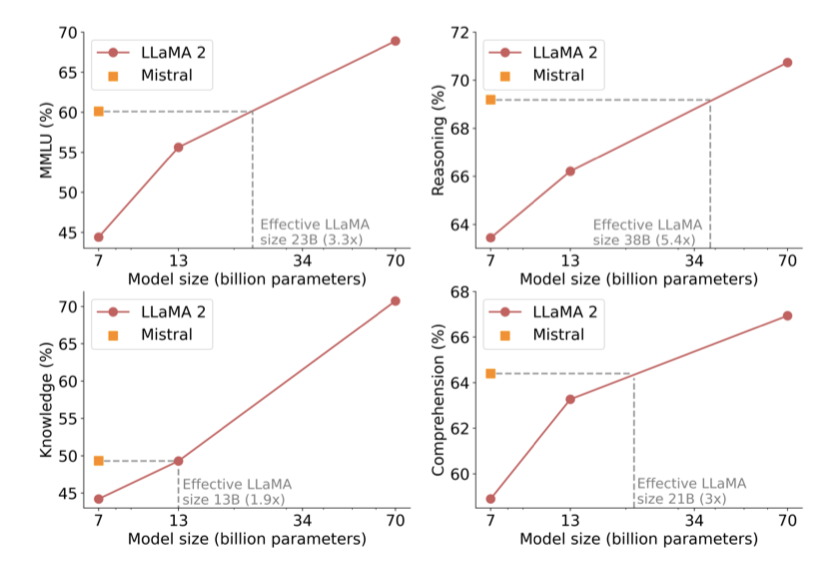 70
65
60
55
50
45
MMLU (%)
LLaMA 2
Mistral
Effective LLaMA
size 23B (3.3x)
7
13
34
70
Model size (billion parameters)
72
70
68
66
64
Reasoning (%)
LLaMA 2
Mistral
Effective LLaMA
size 38B (5.4x)
7
13
34
70
Model size (billion parameters)
70
65
60
55
50
45
Knowledge (%)
LLaMA 2
Mistral
Effective LLaMA
size 13B (1.9x)
7
13
34
70
Model size (billion parameters)
68
66
64
62
60
Comprehension (%)
LLaMA 2
Mistral
Effective LLaMA
size 21B (3x)
7
13
34
70
Model size (billion parameters)